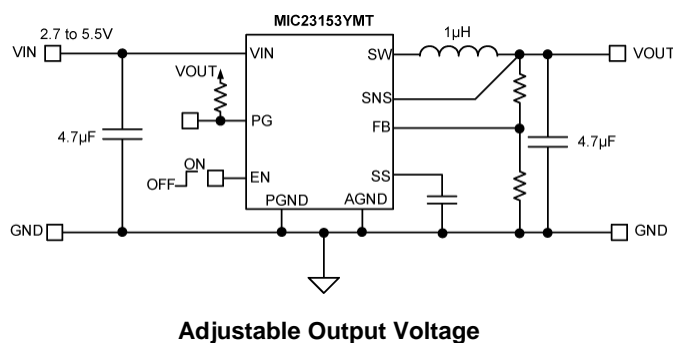 MIC23153YMT
2.7 to 5.5V
1µH
VIN
VIN
SW
VOUT
VOUT
SNS
PG
FB
4.7µF
4.7µF
ON
OFF
EN
SS
PGND
AGND
GND
GND
Adjustable Output Voltage